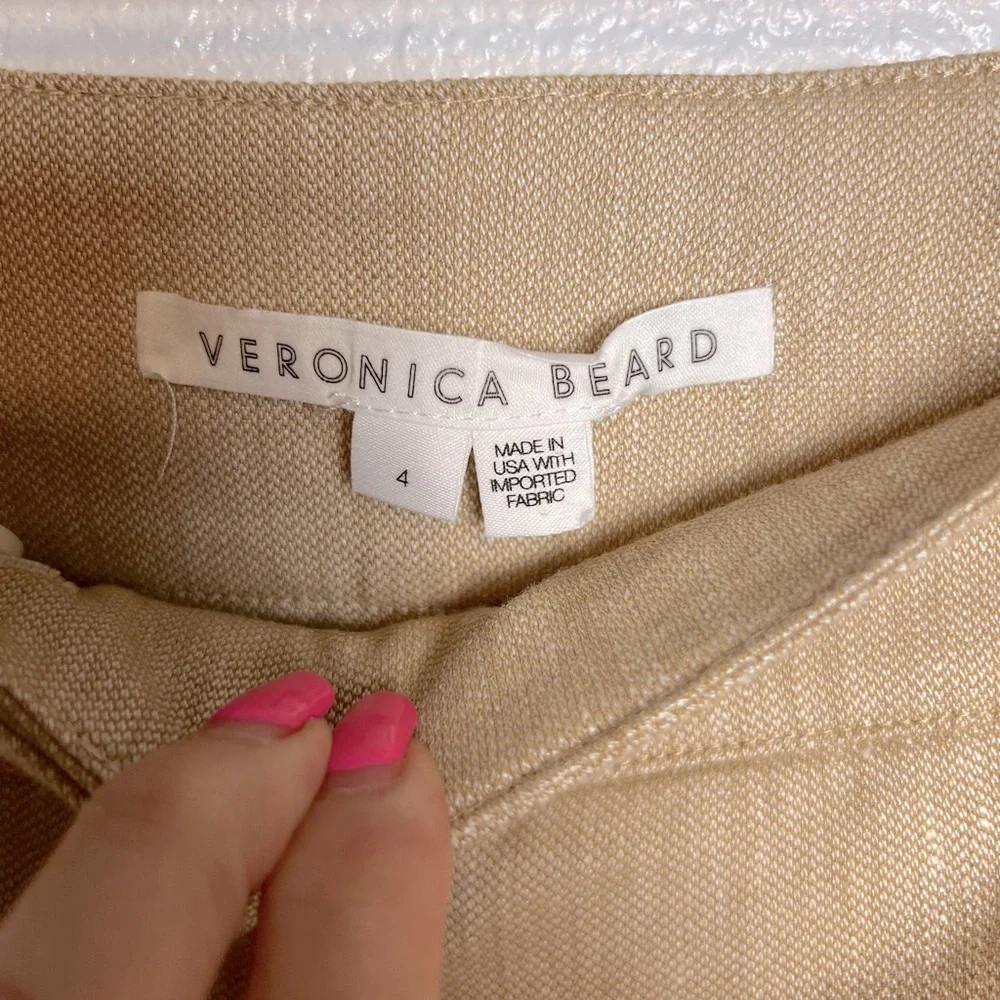 VERONICA BEARD
4
MADE IN
USA WITH
IMPORTED
FABRIC